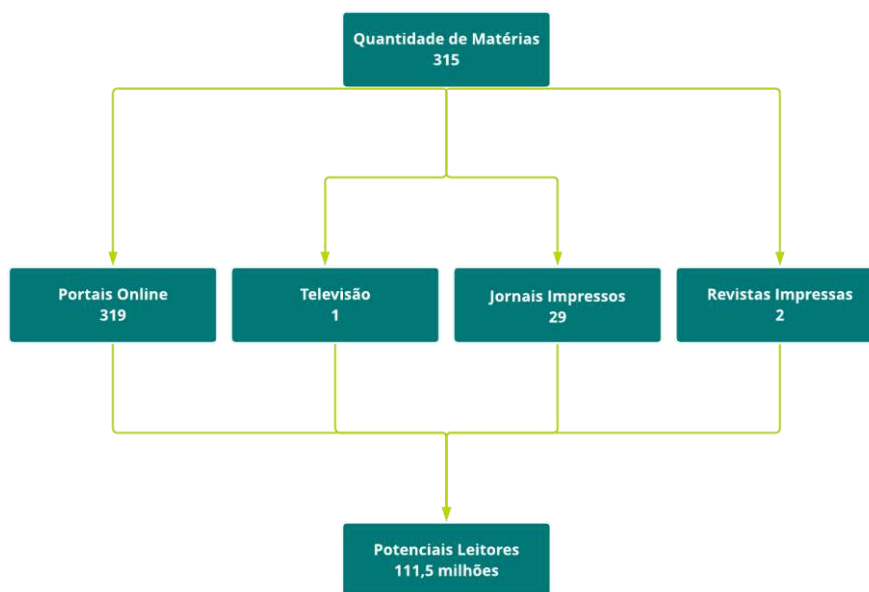 Quantidade de Matérias
315
Portais Online
319
Televisão
1
Jornais Impressos
29
Revistas Impressas
2
Potenciais Leitores
111,5 milhões